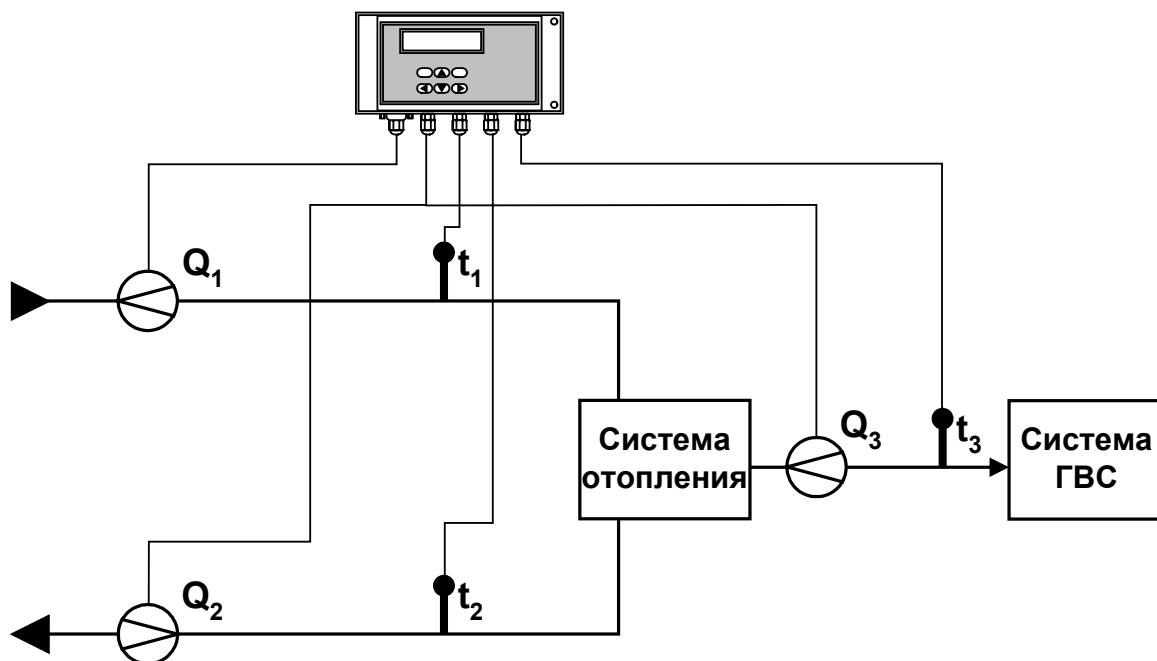 Q1
t1
Q3
t3
Система
отопления
Система
ГВС
Q2
t2